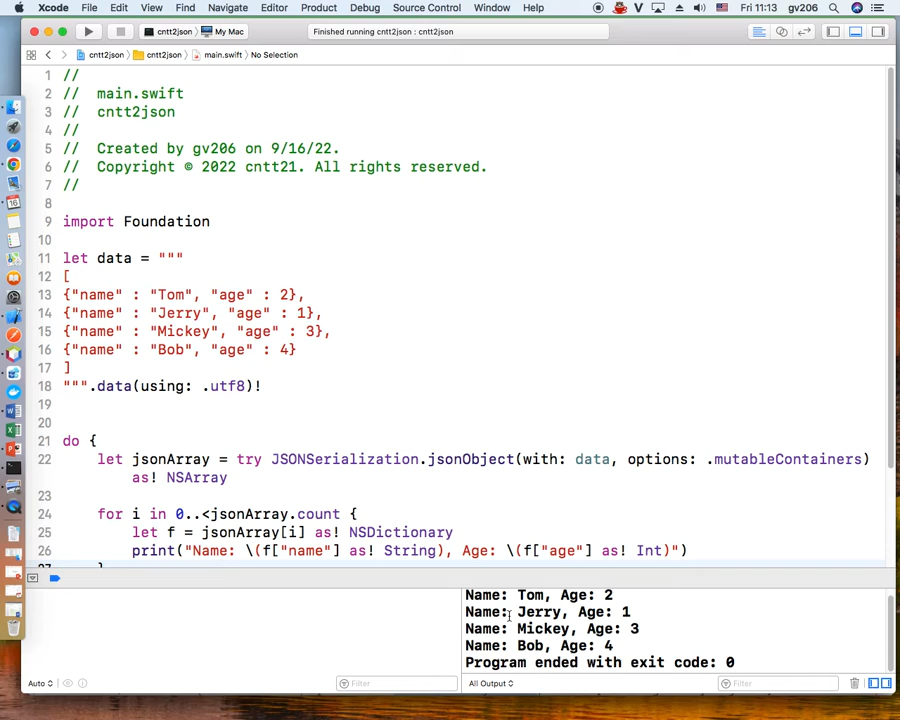 Xcode File Edit View Find Navigate Editor Product Debug Source Control Window Help Fri 11:13 gv206
cntt2json My Mac Finished running cntt2json : cntt2json
cntt2json cntt2json main.swift No Selection
1 //
2 // main.swift
3 // cntt2json
4 //
5 // Created by gv206 on 9/16/22.
6 // Copyright © 2022 cntt21. All rights reserved.
7 //
8
9 import Foundation
10
11 let data = """
12 [
13 {"name" : "Tom", "age" : 2},
14 {"name" : "Jerry", "age" : 1},
15 {"name" : "Mickey", "age" : 3},
16 {"name" : "Bob", "age" : 4}
17 ]
18 """.data(using: .utf8)!
19
20
21 do {
22 let jsonArray = try JSONSerialization.jsonObject(with: data, options: .mutableContainers)
as! NSArray
23
24 for i in 0..<jsonArray.count {
25 let f = jsonArray[i] as! NSDictionary
26 print("Name: \(f["name"] as! String), Age: \(f["age"] as! Int)")
27 }
Name: Tom, Age: 2
Name: Jerry, Age: 1
Name: Mickey, Age: 3
Name: Bob, Age: 4
Program ended with exit code: 0
Auto Filter All Output Filter